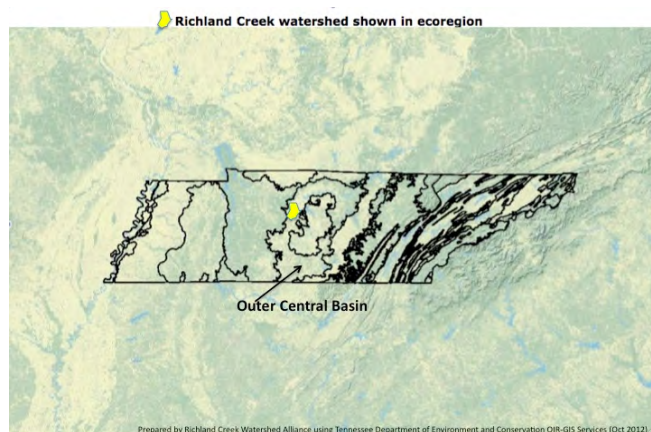 Richland Creek watershed shown in ecoregion
Outer Central Basin
Prepared by Richland Creek Watershed Alliance using Tennessee Department of Environment and Conservation OIR-GIS Services (Oct 2012)